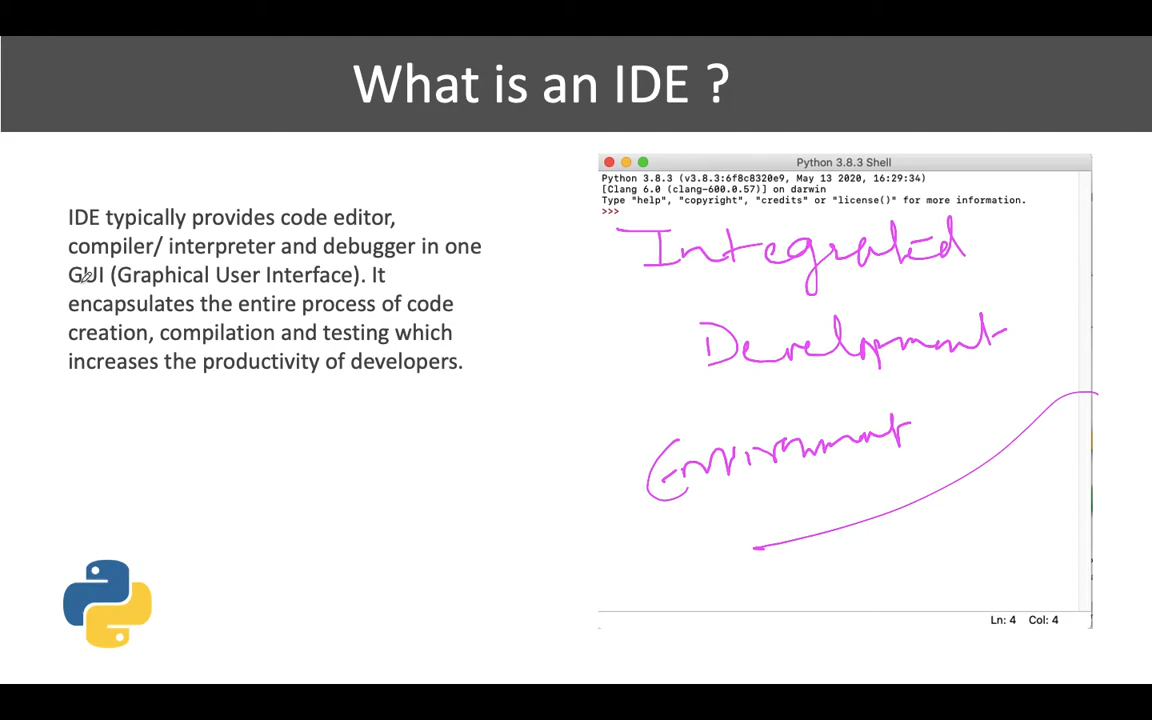 What is an IDE ?
IDE typically provides code editor,
compiler/ interpreter and debugger in one
GUI (Graphical User Interface). It
encapsulates the entire process of code
creation, compilation and testing which
increases the productivity of developers.
Python 3.8.3 Shell
Python 3.8.3 (v3.8.3:6f8c8320e9, May 13 2020, 16:29:34)
[Clang 6.0 (clang-600.0.57)] on darwin
Type "help", "copyright", "credits" or "license()" for more information.
>>>
Integrated
Development
Environment
Ln: 4 Col: 4